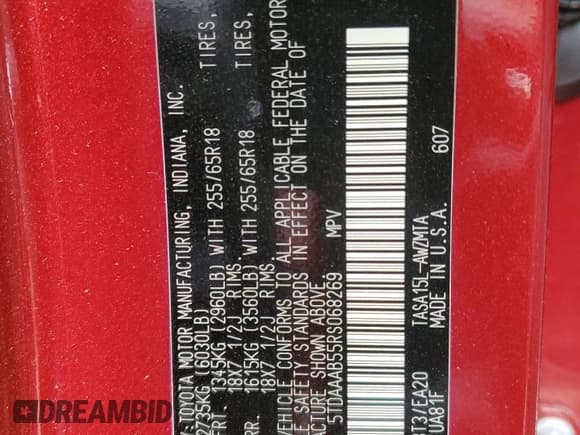 Y: TOYOTA MOTOR MANUFACTURING, INDIANA, INC.
2735KG (6030LB)
FRT. 1345KG (2960LB) WITH 255/65R18 TIRES,
18X7 1/2J RIMS.
RR. 1615KG (3560LB) WITH 255/65R18 TIRES,
18X7 1/2J RIMS.
VEHICLE CONFORMS TO ALL APPLICABLE FEDERAL MOTOR
SAFETY STANDARDS IN EFFECT ON THE DATE OF
SHOWN ABOVE
5TDAAAB55RS068269 MPV
3T3/EA20 TASA15L-AWZMTA
UA81F MADE IN U.S.A. 607
DREAMBID